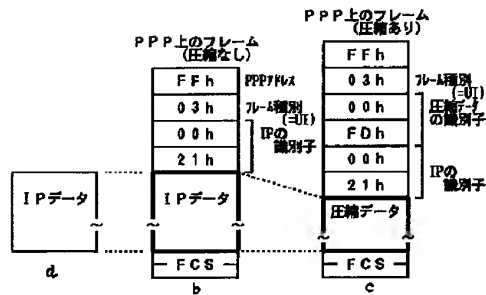 PPP上のフレーム
(圧縮なし)
FFh
PPPアドレス
03h
フレーム種別
(=UI)
00h
IPの
識別子
21h
IPデータ
IPデータ
FCS
d
b
PPP上のフレーム
(圧縮あり)
FFh
03h
フレーム種別
(=UI)
00h
圧縮データ
の識別子
FDh
00h
IPの
識別子
21h
圧縮データ
FCS
c